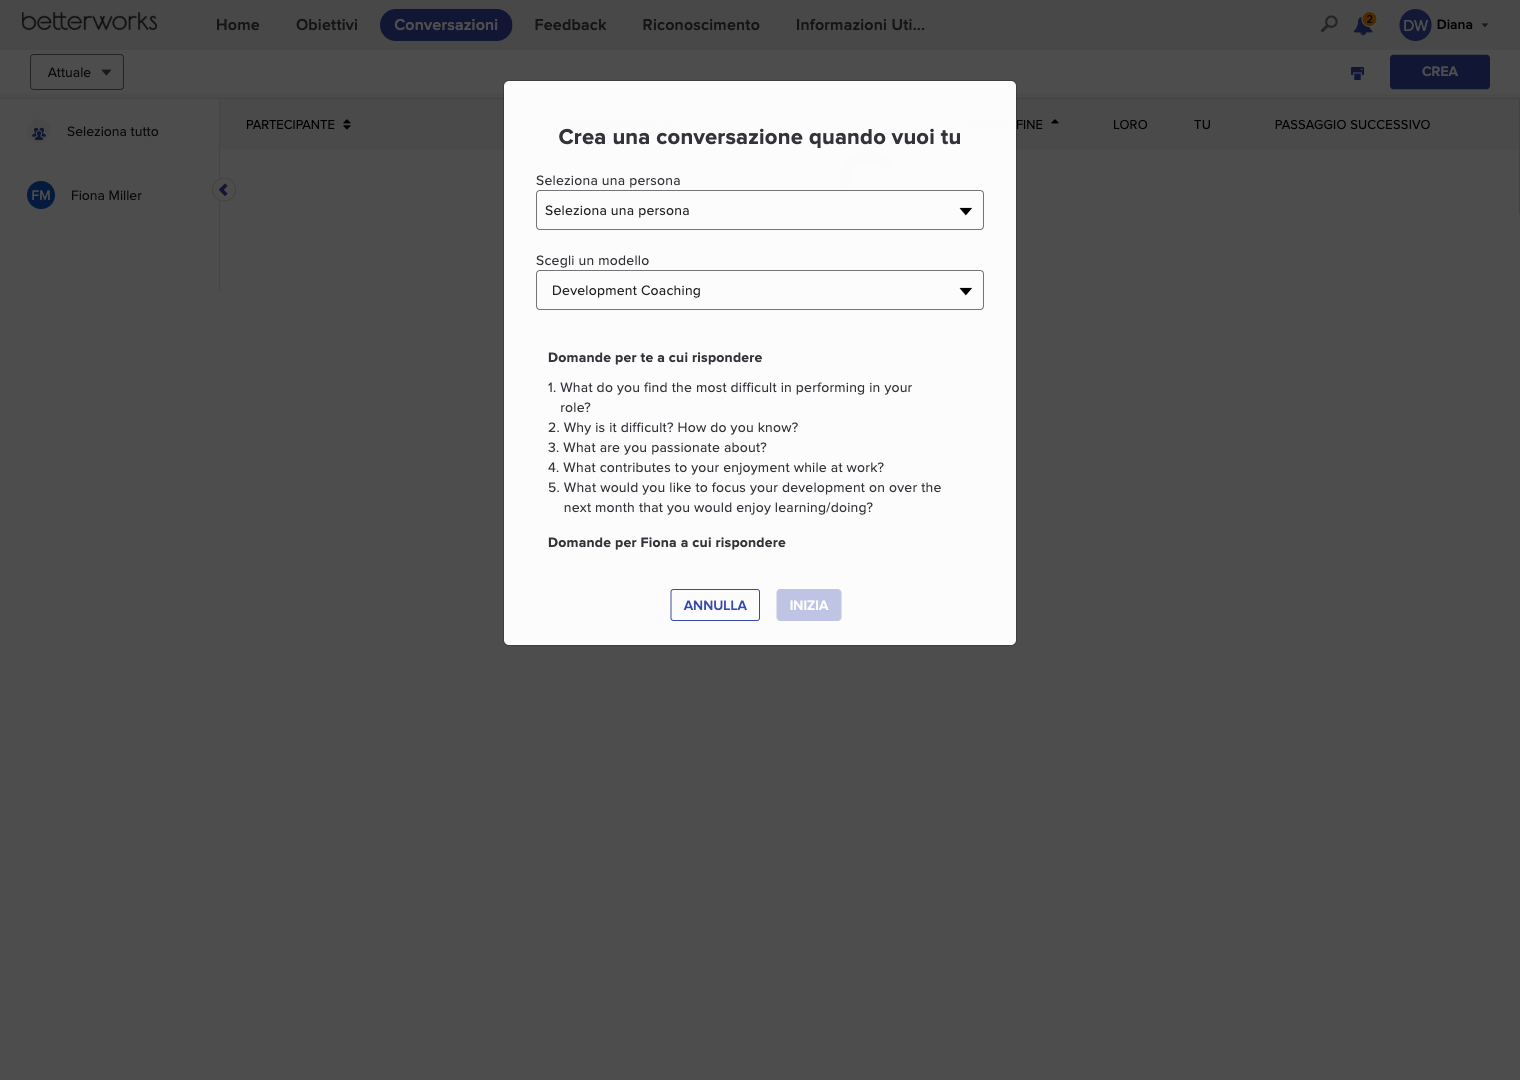 betterworks Home Obiettivi Conversazioni Feedback Riconoscimento Informazioni Uti... 2 DW Diana
Attuale CREA
Seleziona tutto
PARTECIPANTE FINE LORO TU PASSAGGIO SUCCESSIVO
FM Fiona Miller
Crea una conversazione quando vuoi tu
Seleziona una persona
Seleziona una persona
Scegli un modello
Development Coaching
Domande per te a cui rispondere
1. What do you find the most difficult in performing in your
role?
2. Why is it difficult? How do you know?
3. What are you passionate about?
4. What contributes to your enjoyment while at work?
5. What would you like to focus your development on over the
next month that you would enjoy learning/doing?
Domande per Fiona a cui rispondere
ANNULLA INIZIA